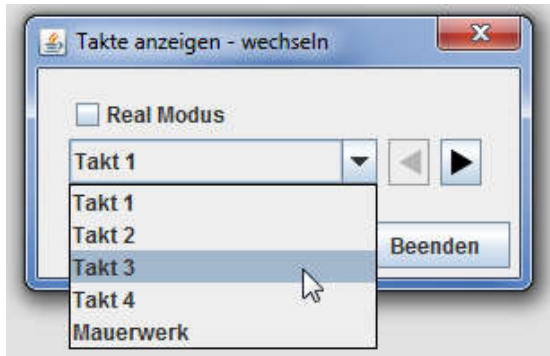 Takte anzeigen - wechseln
Real Modus
Takt 1
Takt 1
Takt 2
Takt 3
Beenden
Takt 4
Mauerwerk